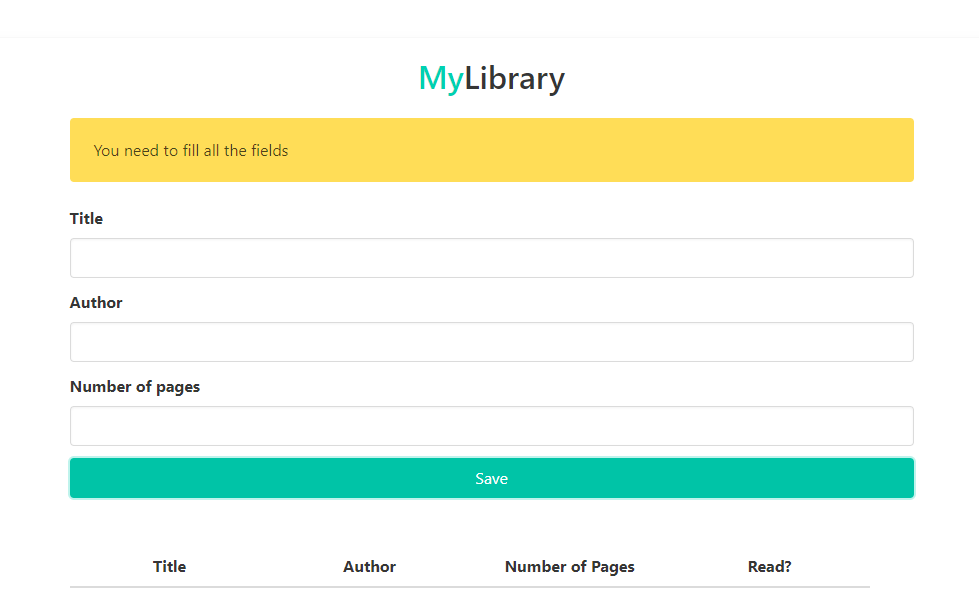 MyLibrary
You need to fill all the fields
Title
Author
Number of pages
Save
Title Author Number of Pages Read?